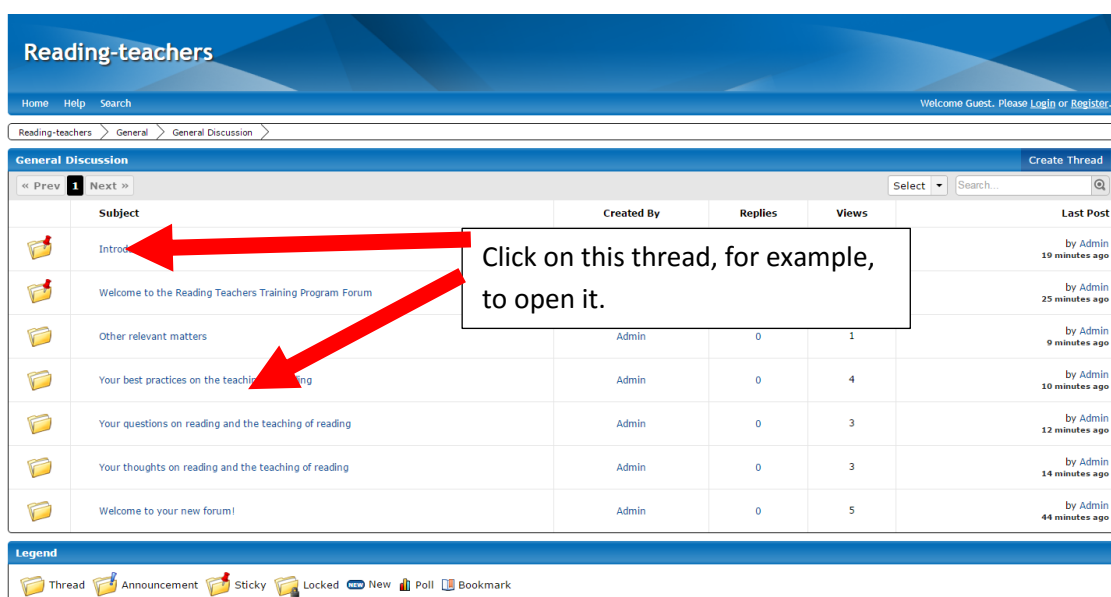 Reading-teachers
Home Help Search Welcome Guest. Please Login or Register.
Reading-teachers General General Discussion
General Discussion Create Thread
« Prev 1 Next » Select Search...
Subject Created By Replies Views Last Post
by Admin
19 minutes ago
Click on this thread, for example,
to open it.
Welcome to the Reading Teachers Training Program Forum by Admin
25 minutes ago
Other relevant matters Admin 0 1 by Admin
9 minutes ago
Your best practices on the Admin 0 4 by Admin
10 minutes ago
Your questions on reading and the teaching of reading Admin 0 3 by Admin
12 minutes ago
Your thoughts on reading and the teaching of reading Admin 0 3 by Admin
14 minutes ago
Welcome to your new forum! Admin 0 5 by Admin
44 minutes ago
Legend
Thread Announcement Sticky Locked NEW New Poll Bookmark